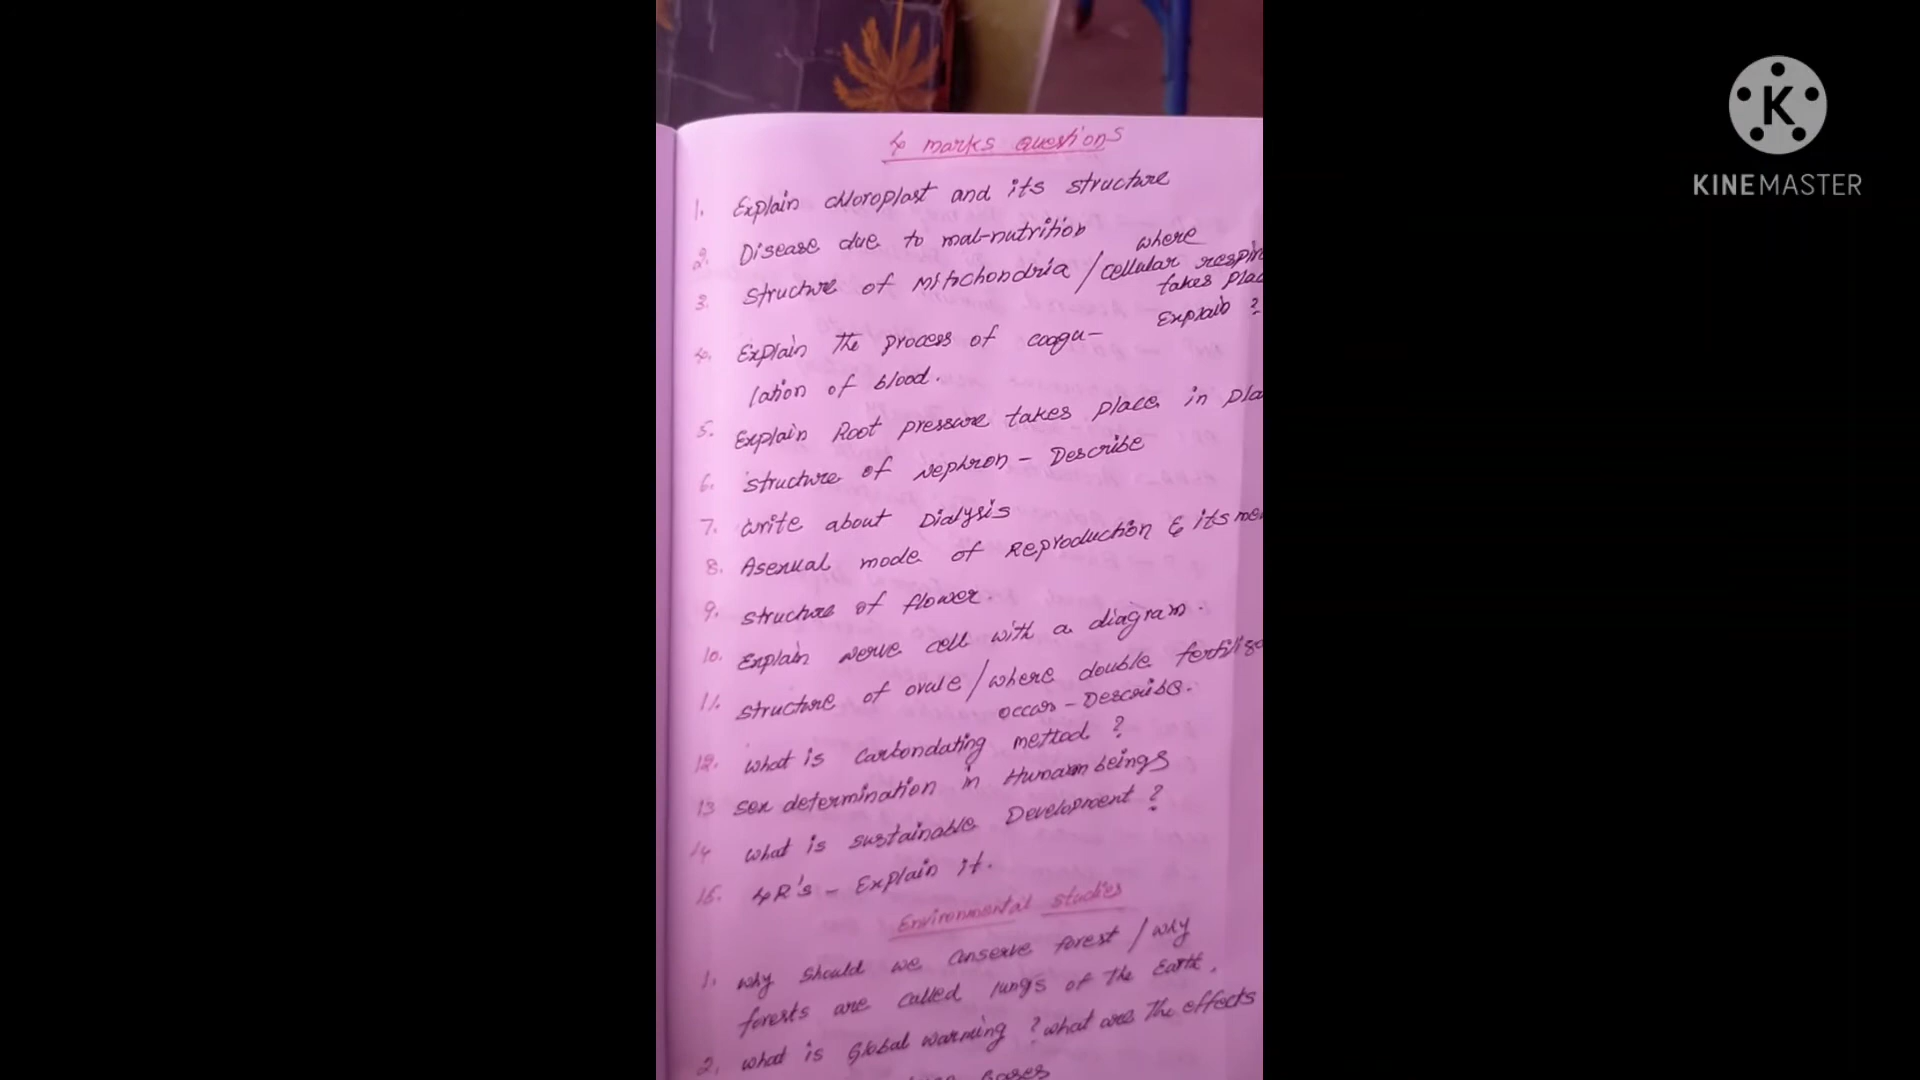 4 marks Questions
1. Explain chloroplast and its structure
2. Disease due to mal-nutrition
3. Structure of Mitochondria / where cellular
takes
Explain ?
4. Explain The process of coagu-
lation of blood.
5. Explain Root pressure takes place in
6. structure of Nephron - Describe
7. write about Dialysis
8. Asexual mode of Reproduction & its
9. structure of flower.
10. Explain nerve cell with a diagram.
11. structure of ovule / where double
occurs - Describe.
12. What is Carbondating method ?
13 Sex determination in Human beings
14 What is sustainable Development ?
15. 4R's - Explain it.
Environmental studies
1. why should we conserve forest / why
forests are called lungs of the Earth.
2. what is Global warming ? what are The effects
Gases
KINEMASTER